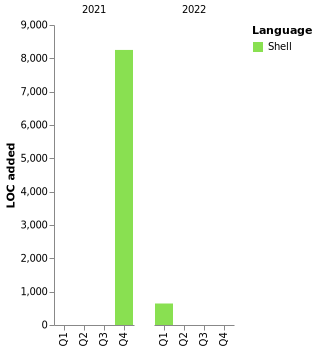 2021 2022
Language
Shell
LOC added
9,000
8,000
7,000
6,000
5,000
4,000
3,000
2,000
1,000
0
Q1 Q2 Q3 Q4 Q1 Q2 Q3 Q4